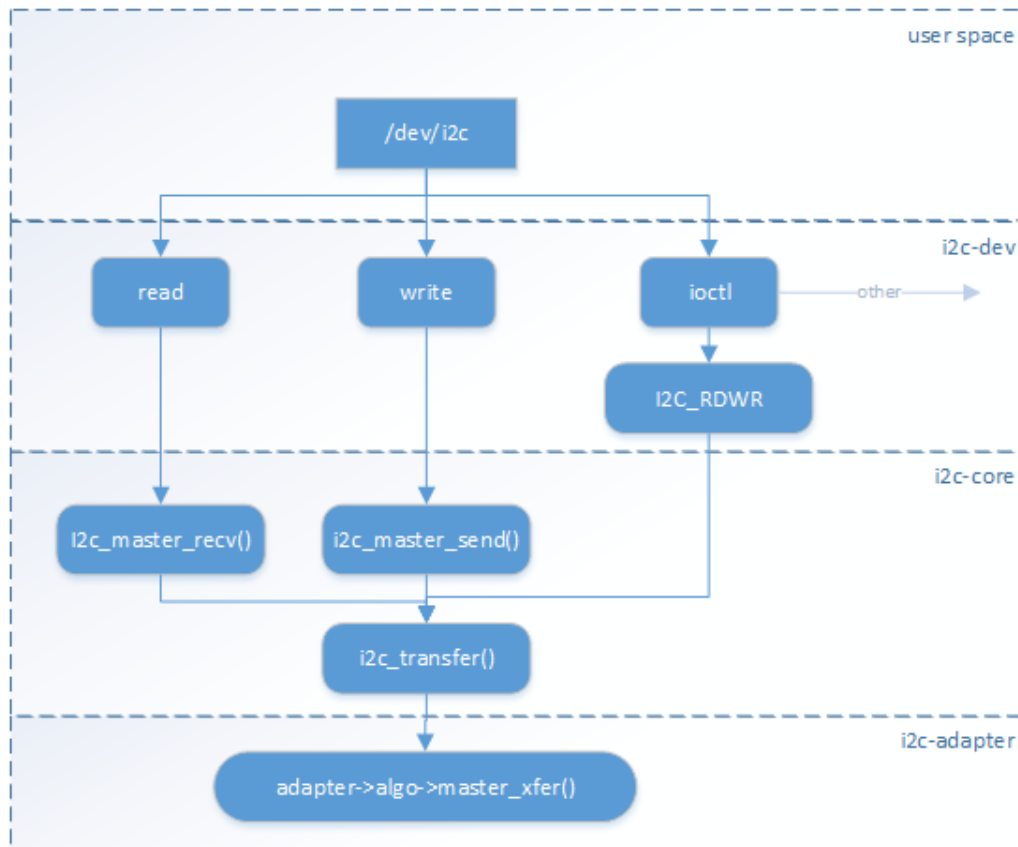 user space
/dev/i2c
i2c-dev
read
write
ioctl
other
I2C_RDWR
i2c-core
I2c_master_recv()
i2c_master_send()
i2c_transfer()
i2c-adapter
adapter->algo->master_xfer()